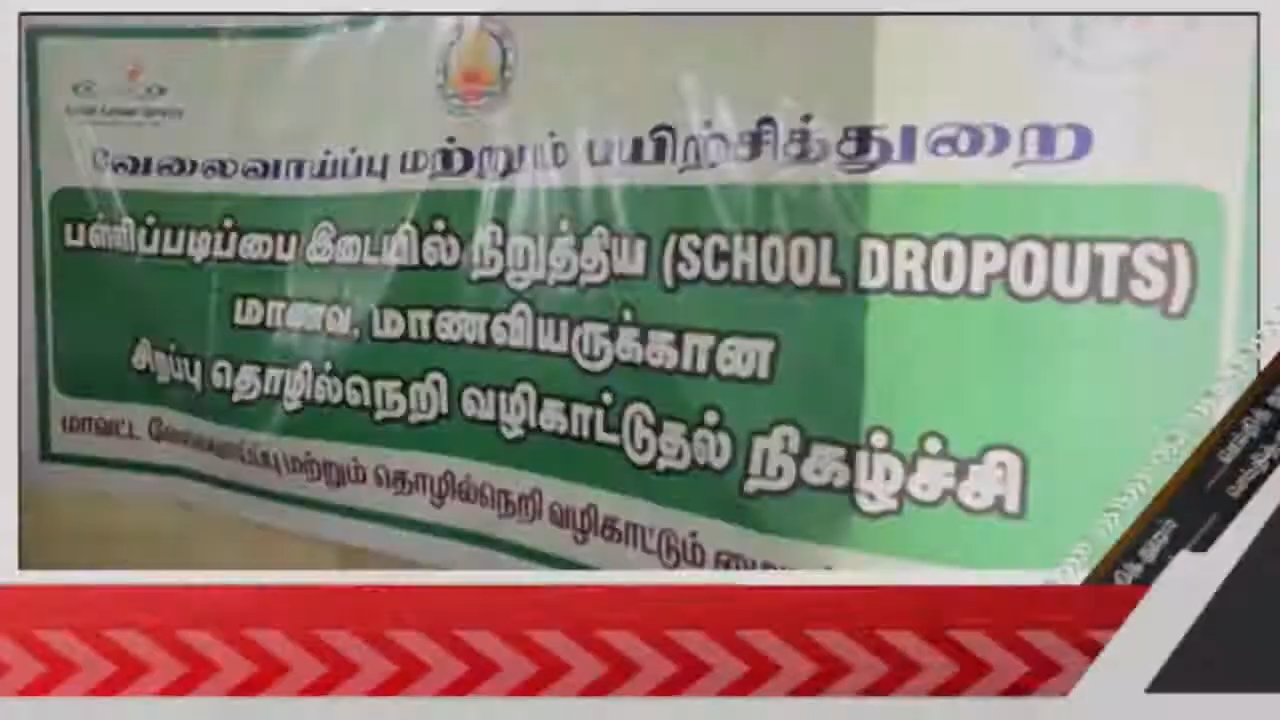 வேலைவாய்ப்பு மற்றும் பயிற்சித்துறை
பள்ளிப்படிப்பை இடையில் நிறுத்திய (SCHOOL DROPOUTS)
மாணவ, மாணவியருக்கான
சிறப்பு தொழில்நெறி வழிகாட்டுதல் நிகழ்ச்சி
மாவட்ட வேலைவாய்ப்பு மற்றும் தொழில்நெறி வழிகாட்டும்